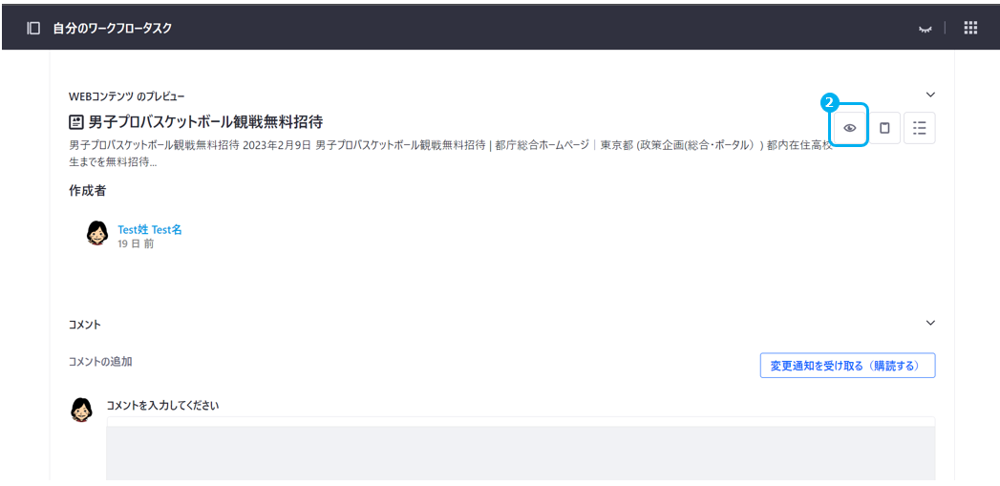 自分のワークフロータスク
WEBコンテンツ のプレビュー
2
男子プロバスケットボール観戦無料招待
男子プロバスケットボール観戦無料招待 2023年2月9日 男子プロバスケットボール観戦無料招待 | 都庁総合ホームページ｜東京都 (政策企画(総合・ポータル）) 都内在住高校
生までを無料招待...
作成者
Test姓 Test名
19 日 前
コメント
コメントの追加
変更通知を受け取る（購読する）
コメントを入力してください